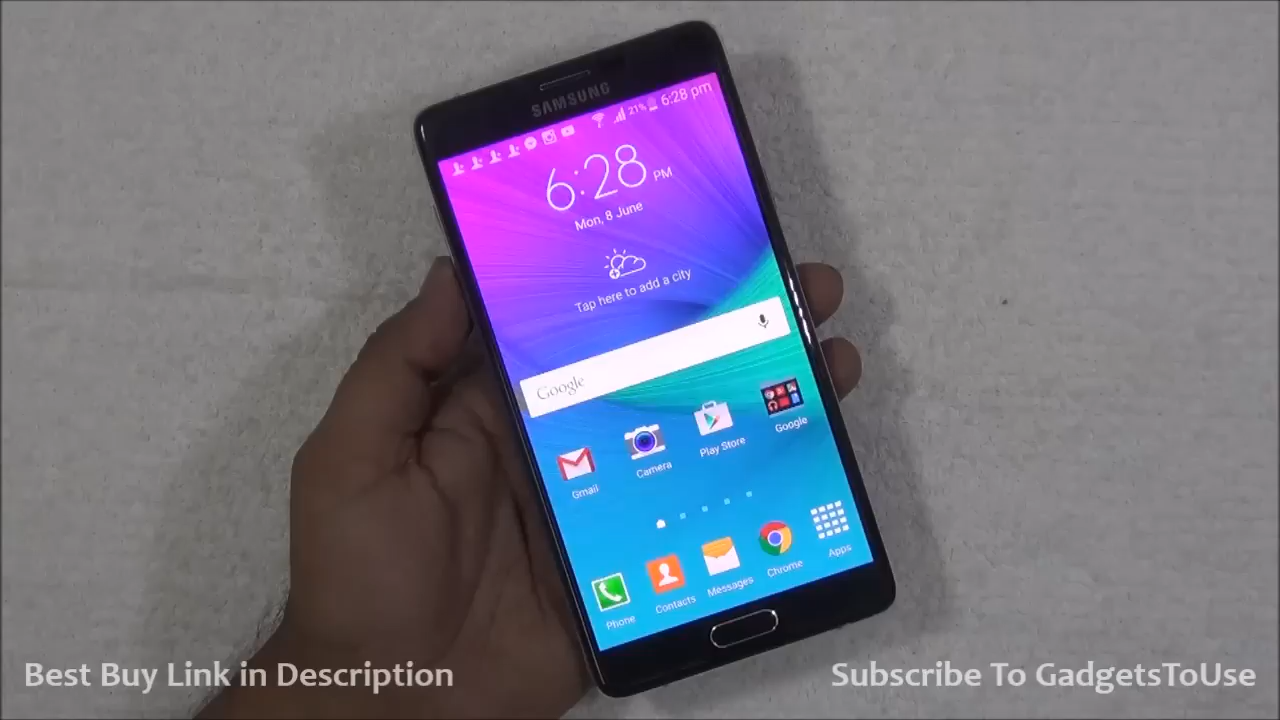 SAMSUNG
21% 6:28 pm
6:28 PM
Mon, 8 June
Tap here to add a city
Google
Gmail
Camera
Play Store
Google
Phone
Contacts
Messages
Chrome
Apps
Best Buy Link in Description
Subscribe To GadgetsToUse